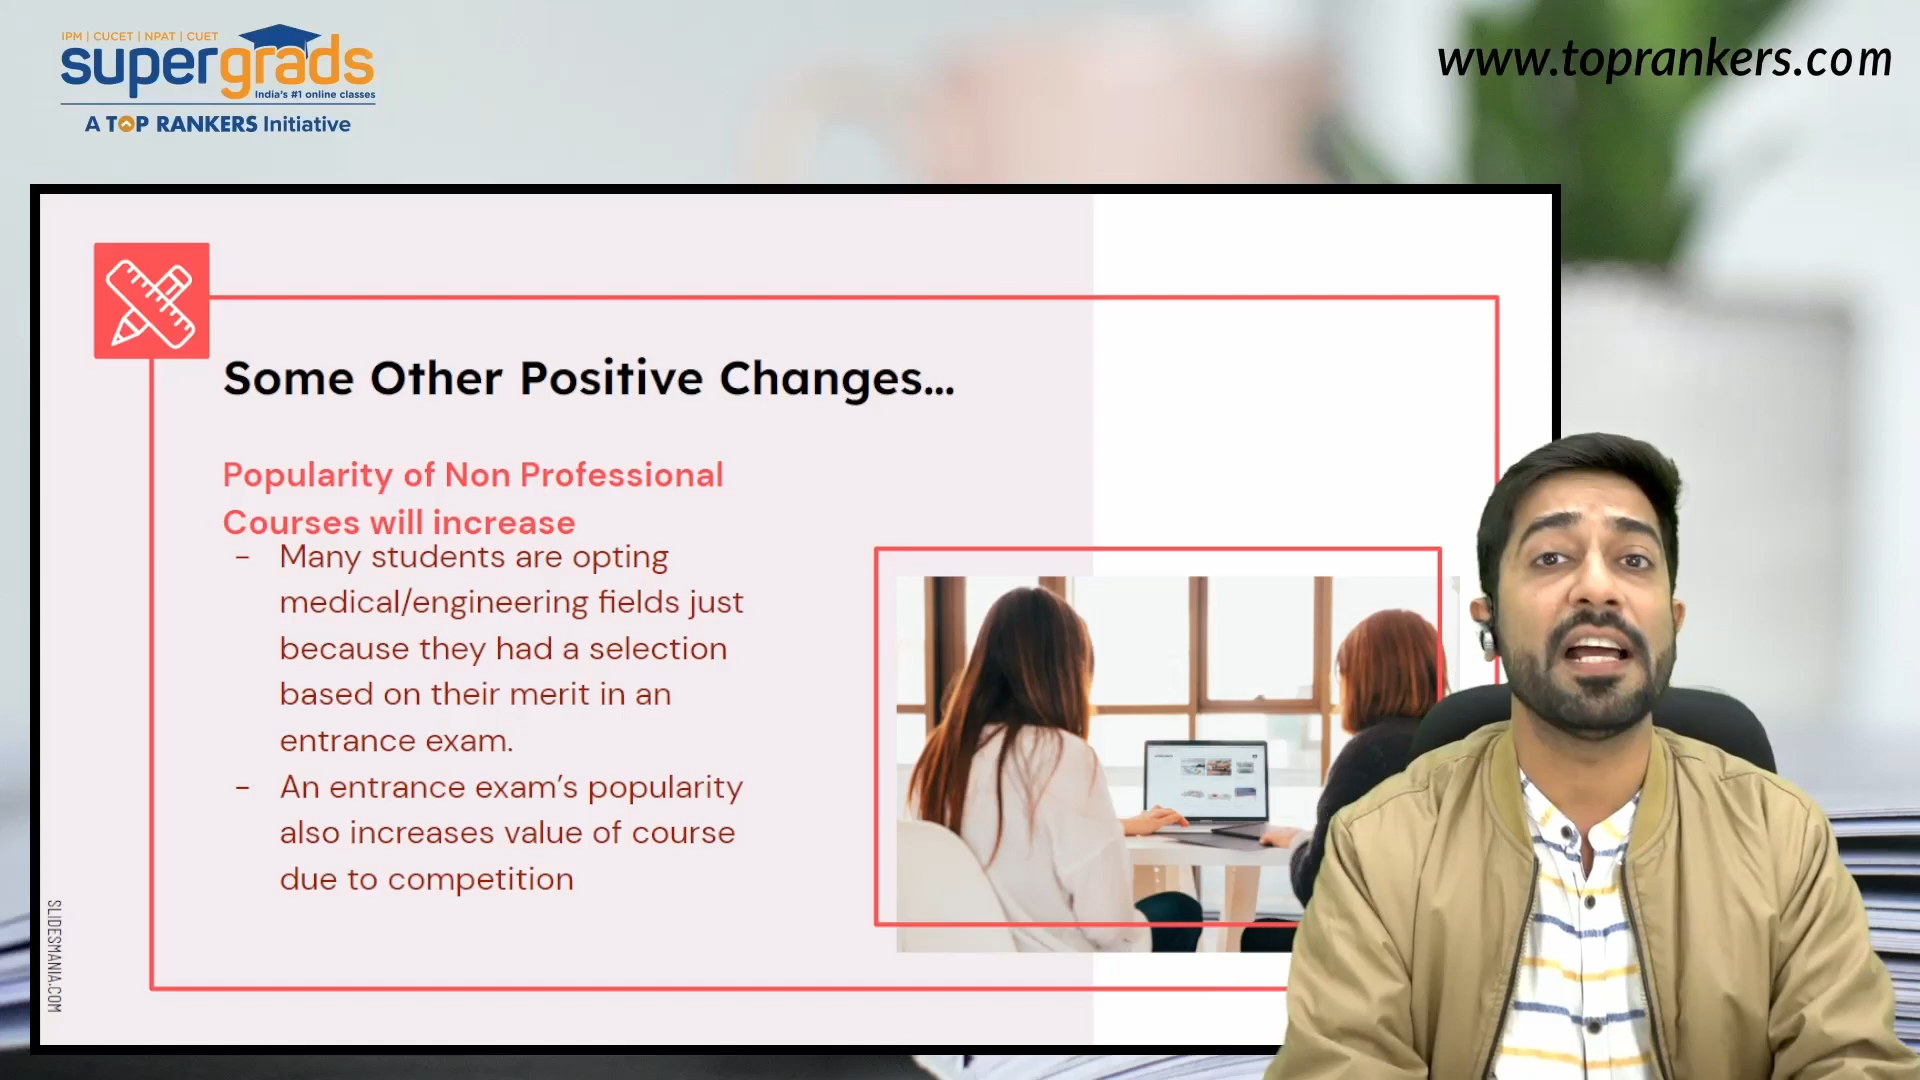 IPM | CUCET | NPAT | CUET
supergrads
India's #1 online classes
A TOP RANKERS Initiative
www.toprankers.com
Some Other Positive Changes...
Popularity of Non Professional
Courses will increase
- Many students are opting
medical/engineering fields just
because they had a selection
based on their merit in an
entrance exam.
- An entrance exam's popularity
also increases value of course
due to competition
SLIDESMANIA.COM